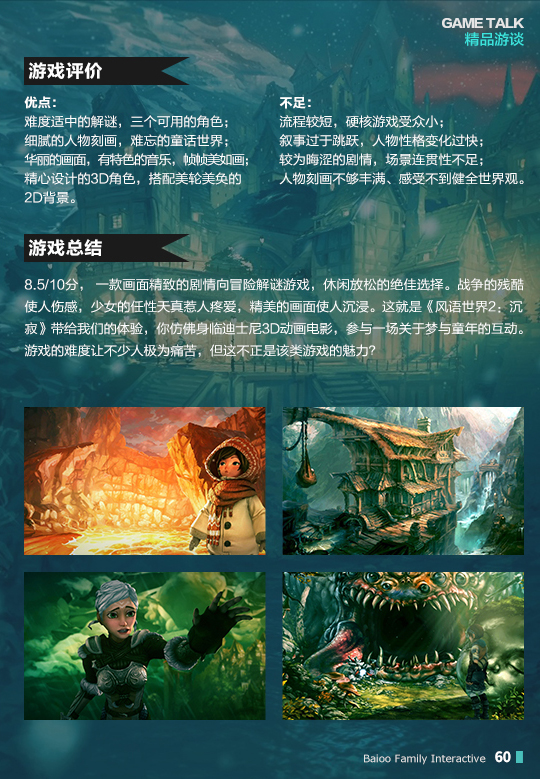 GAME TALK
精品游谈
游戏评价
优点：
难度适中的解谜，三个可用的角色；
细腻的人物刻画，难忘的童话世界；
华丽的画面，有特色的音乐，帧帧美如画；
精心设计的3D角色，搭配美轮美奂的
2D背景。
不足：
流程较短，硬核游戏受众小；
叙事过于跳跃，人物性格变化过快；
较为晦涩的剧情，场景连贯性不足；
人物刻画不够丰满、感受不到健全世界观。
游戏总结
8.5/10分， 一款画面精致的剧情向冒险解谜游戏，休闲放松的绝佳选择。战争的残酷
使人伤感，少女的任性天真惹人疼爱，精美的画面使人沉浸。这就是《风语世界2：沉
寂》带给我们的体验，你仿佛身临迪士尼3D动画电影，参与一场关于梦与童年的互动。
游戏的难度让不少人极为痛苦，但这不正是该类游戏的魅力？
Baioo Family Interactive 60